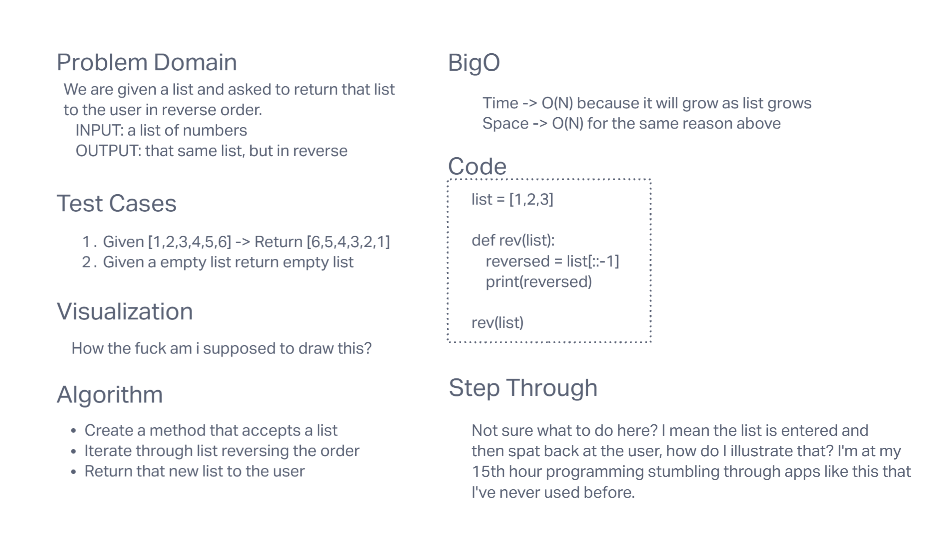 Problem Domain
We are given a list and asked to return that list
to the user in reverse order.
INPUT: a list of numbers
OUTPUT: that same list, but in reverse
Test Cases
1. Given [1,2,3,4,5,6] -> Return [6,5,4,3,2,1]
2. Given a empty list return empty list
Visualization
How the fuck am i supposed to draw this?
Algorithm
• Create a method that accepts a list
• Iterate through list reversing the order
• Return that new list to the user
BigO
Time -> O(N) because it will grow as list grows
Space -> O(N) for the same reason above
Code
list = [1,2,3]
def rev(list):
reversed = list[::-1]
print(reversed)
rev(list)
Step Through
Not sure what to do here? I mean the list is entered and
then spat back at the user, how do I illustrate that? I'm at my
15th hour programming stumbling through apps like this that
I've never used before.